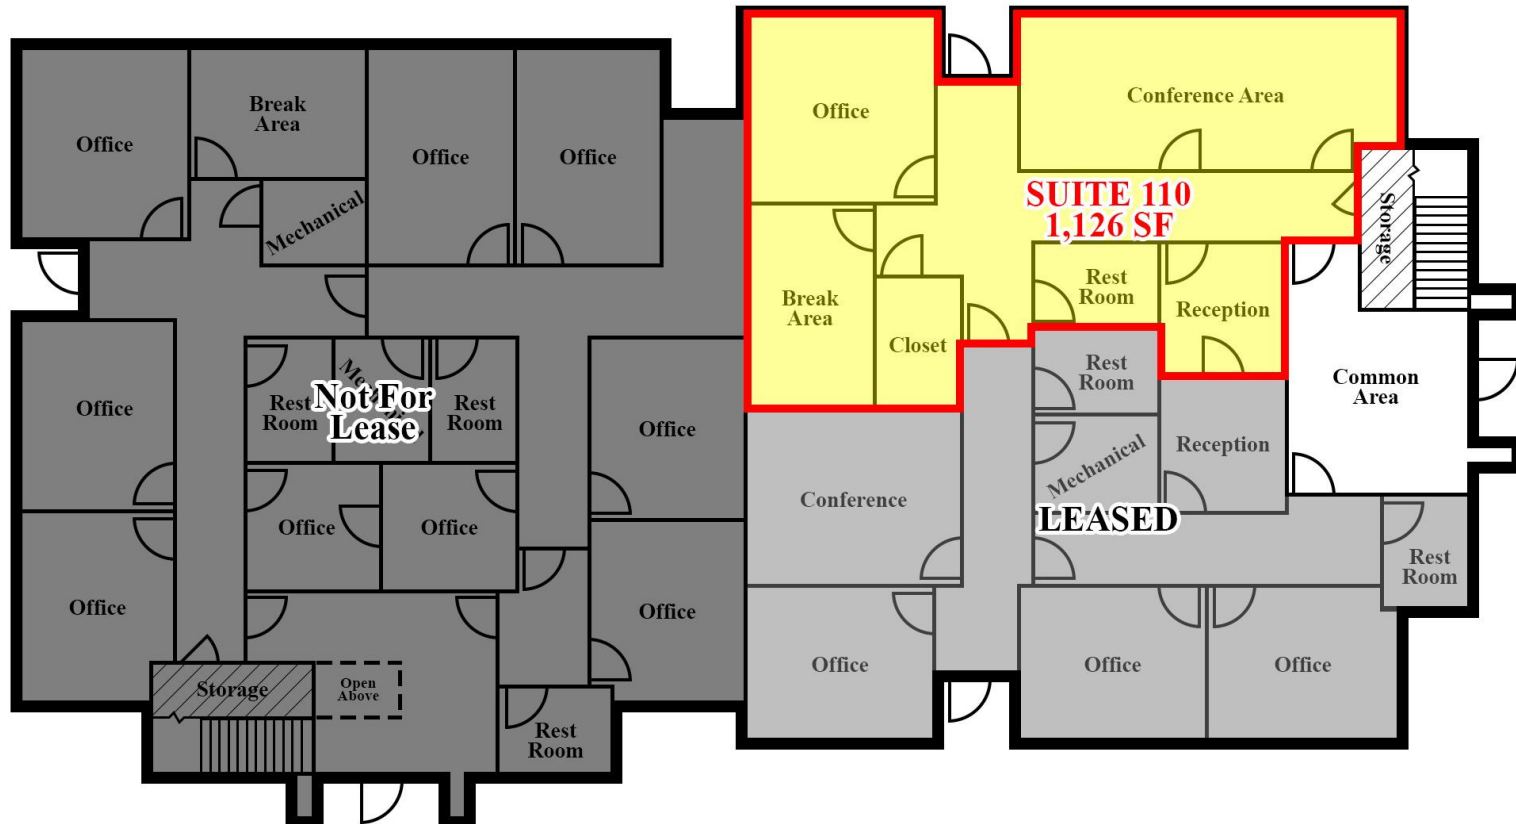 Office
Break
Area
Office
Office
Mechanical
Office
Rest
Room
Mechanical
Rest
Room
Not For
Lease
Office
Office
Office
Office
Office
Office
Storage
Open
Above
Rest
Room
Office
Conference Area
SUITE 110
1,126 SF
Storage
Break
Area
Closet
Rest
Room
Reception
Rest
Room
Common
Area
Conference
Mechanical
Reception
LEASED
Rest
Room
Office
Office
Office